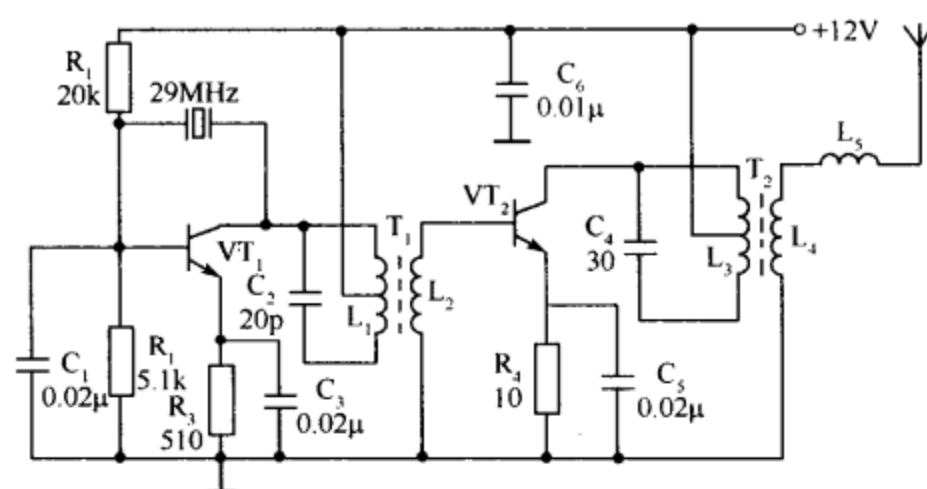 +12V
R1
20k
29MHz
C6
0.01μ
L5
VT2
T2
VT1
T1
C4
30
L3
L4
C2
20p
L1
L2
C1
0.02μ
R1
5.1k
R3
510
C3
0.02μ
R4
10
C5
0.02μ